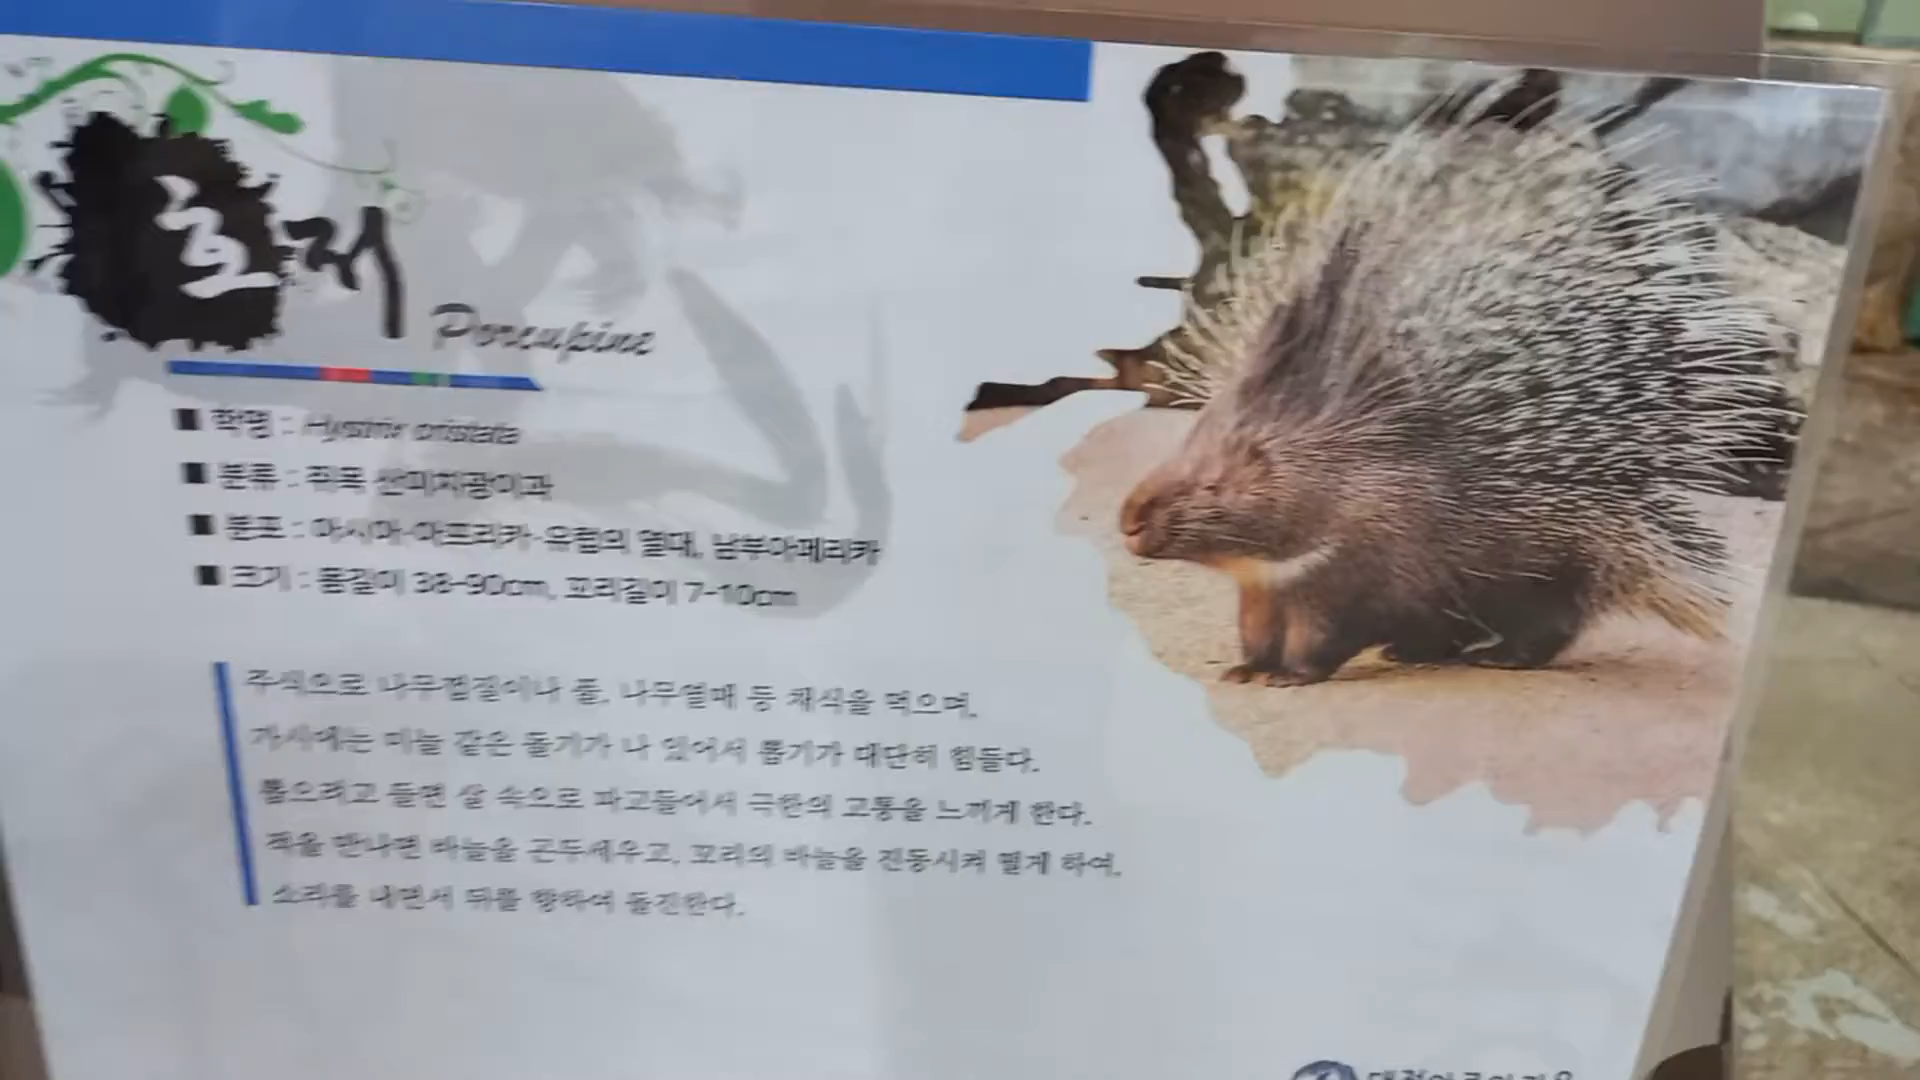 호저
Porcupine
■ 학명 : Hystrix cristata
■ 분류 : 쥐목 산미치광이과
■ 분포 : 아시아·아프리카·유럽의 열대, 남부아메리카
■ 크기 : 몸길이 38-90cm, 꼬리길이 7-10cm
주식으로 나무껍질이나 풀, 나무열매 등 채식을 먹으며,
가시에는 미늘 같은 돌기가 나 있어서 뽑기가 대단히 힘들다.
뽑으려고 들면 살 속으로 파고들어서 극한의 고통을 느끼게 한다.
적을 만나면 바늘을 곤두세우고, 꼬리의 바늘을 진동시켜 떨게 하여,
소리를 내면서 뒤를 향하여 돌진한다.